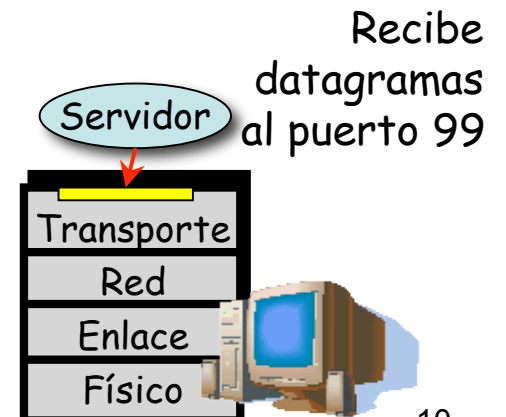 Recibe
datagramas
al puerto 99
Servidor
Transporte
Red
Enlace
Físico